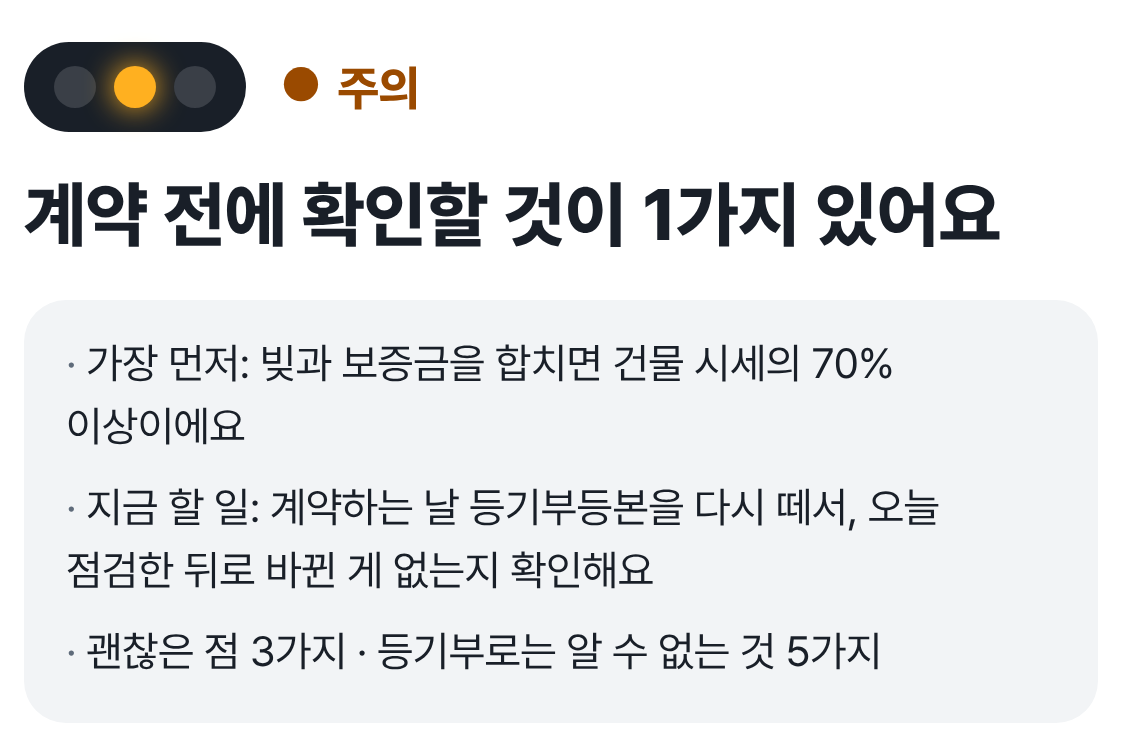 주의
계약 전에 확인할 것이 1가지 있어요
· 가장 먼저: 빚과 보증금을 합치면 건물 시세의 70%
이상이에요
· 지금 할 일: 계약하는 날 등기부등본을 다시 떼서, 오늘
점검한 뒤로 바뀐 게 없는지 확인해요
· 괜찮은 점 3가지 · 등기부로는 알 수 없는 것 5가지